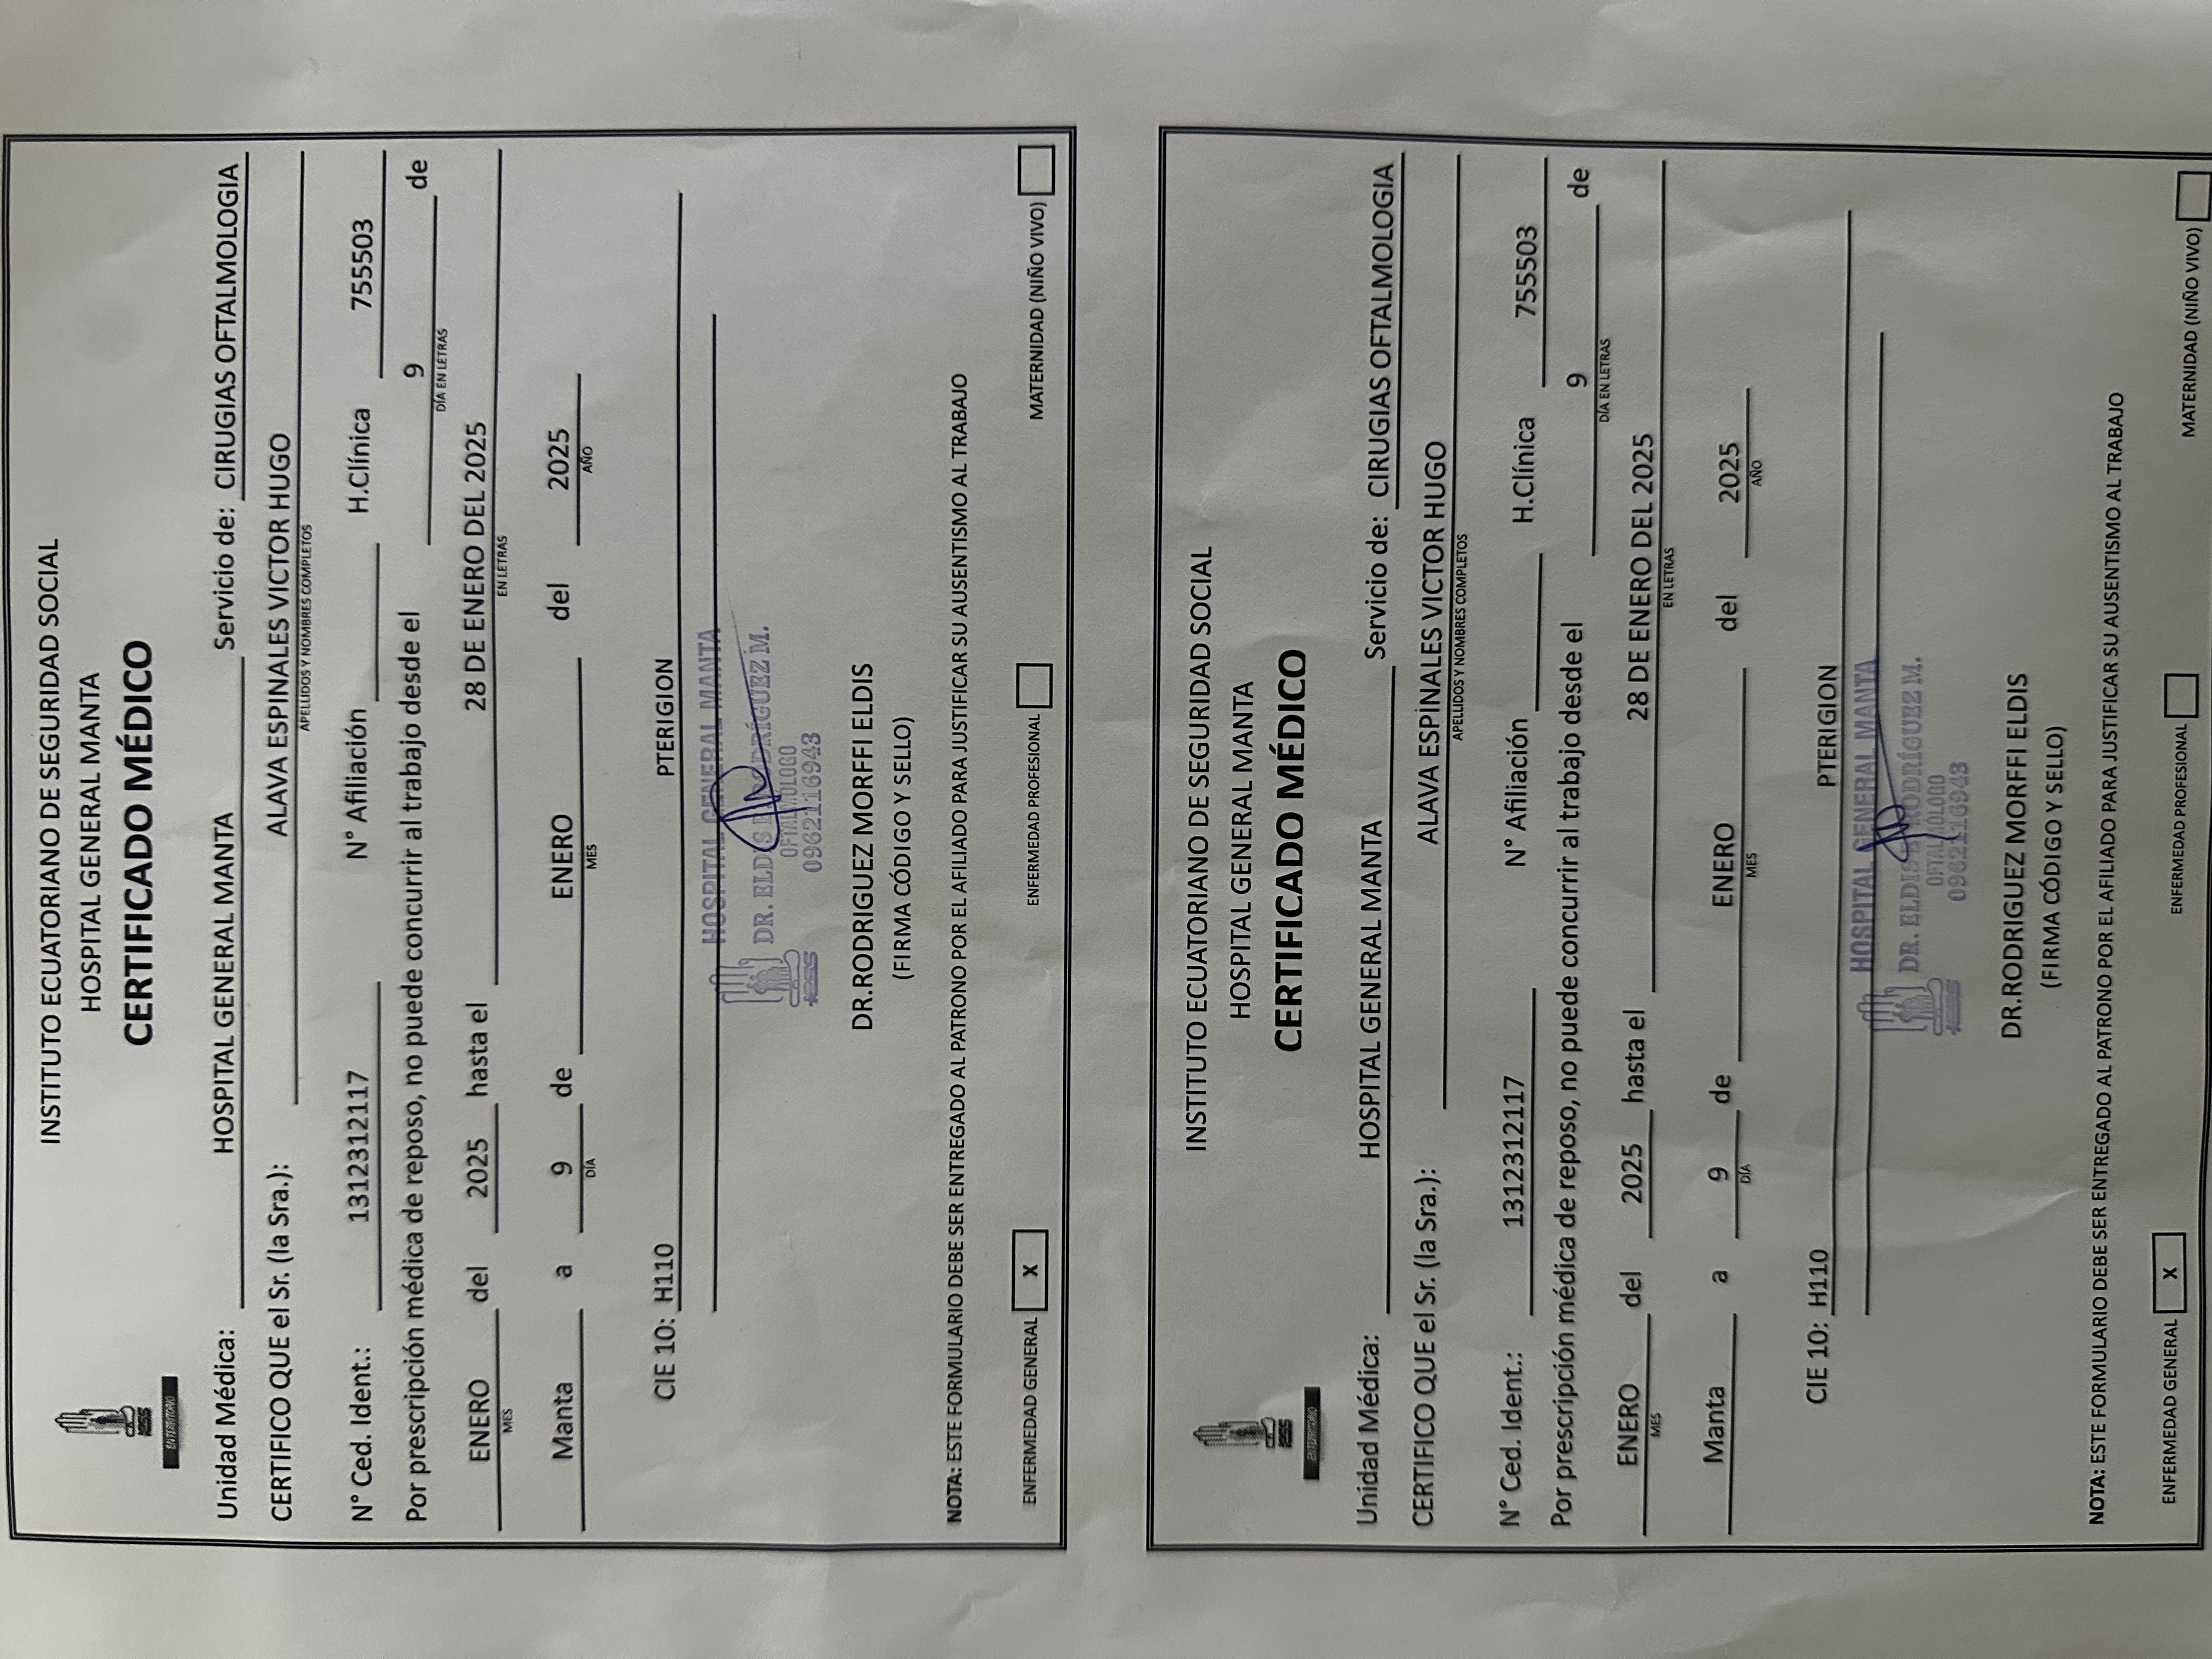 INSTITUTO ECUATORIANO DE SEGURIDAD SOCIAL
HOSPITAL GENERAL MANTA
CERTIFICADO MÉDICO
IESS
Unidad Médica: HOSPITAL GENERAL MANTA Servicio de: CIRUGIAS OFTALMOLOGIA
CERTIFICO QUE el Sr. (la Sra.): ALAVA ESPINALES VICTOR HUGO
APELLIDOS Y NOMBRES COMPLETOS
N° Ced. Ident.: 1312312117 N° Afiliación H.Clínica 755503
Por prescripción médica de reposo, no puede concurrir al trabajo desde el 9 de
DÍA EN LETRAS
ENERO del 2025 hasta el 28 DE ENERO DEL 2025
MES EN LETRAS
Manta a 9 de ENERO del 2025
DÍA MES AÑO
CIE 10: H110 PTERIGION
HOSPITAL GENERAL MANTA
DR. ELDIS RODRÍGUEZ M.
OFTALMOLOGO
0962116943
IESS
DR.RODRIGUEZ MORFFI ELDIS
(FIRMA CÓDIGO Y SELLO)
NOTA: ESTE FORMULARIO DEBE SER ENTREGADO AL PATRONO POR EL AFILIADO PARA JUSTIFICAR SU AUSENTISMO AL TRABAJO
ENFERMEDAD GENERAL X ENFERMEDAD PROFESIONAL MATERNIDAD (NIÑO VIVO)
INSTITUTO ECUATORIANO DE SEGURIDAD SOCIAL
HOSPITAL GENERAL MANTA
CERTIFICADO MÉDICO
IESS
Unidad Médica: HOSPITAL GENERAL MANTA Servicio de: CIRUGIAS OFTALMOLOGIA
CERTIFICO QUE el Sr. (la Sra.): ALAVA ESPINALES VICTOR HUGO
APELLIDOS Y NOMBRES COMPLETOS
N° Ced. Ident.: 1312312117 N° Afiliación H.Clínica 755503
Por prescripción médica de reposo, no puede concurrir al trabajo desde el 9 de
DÍA EN LETRAS
ENERO del 2025 hasta el 28 DE ENERO DEL 2025
MES EN LETRAS
Manta a 9 de ENERO del 2025
DÍA MES AÑO
CIE 10: H110 PTERIGION
HOSPITAL GENERAL MANTA
DR. ELDIS RODRÍGUEZ M.
OFTALMOLOGO
0962116943
IESS
DR.RODRIGUEZ MORFFI ELDIS
(FIRMA CÓDIGO Y SELLO)
NOTA: ESTE FORMULARIO DEBE SER ENTREGADO AL PATRONO POR EL AFILIADO PARA JUSTIFICAR SU AUSENTISMO AL TRABAJO
ENFERMEDAD GENERAL X ENFERMEDAD PROFESIONAL MATERNIDAD (NIÑO VIVO)